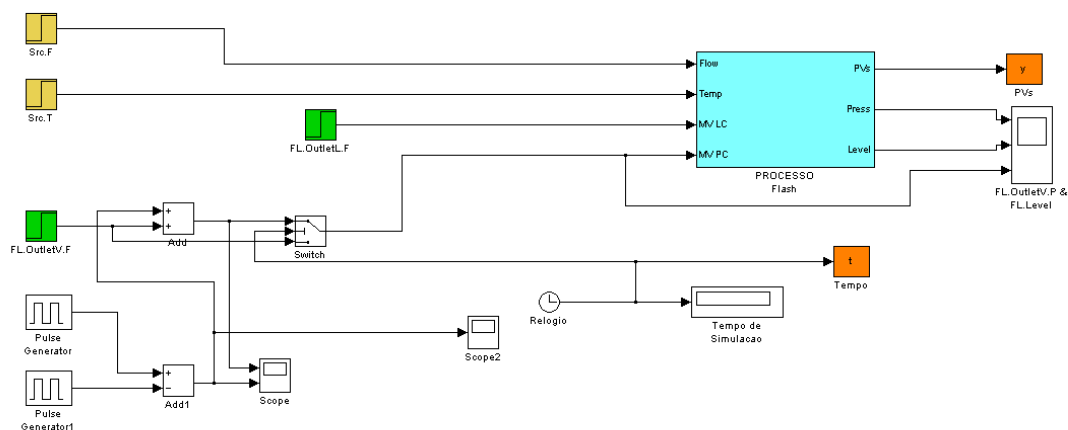 Src.F
Src.T
FL.OutletL.F
Flow
Temp
MV LC
MV PC
PVs
Press
Level
PROCESSO
Flash
y
PVs
FL.OutletV.P &
FL.Level
FL.OutletV.F
+
+
Add
Switch
t
Tempo
Relogio
Tempo de
Simulacao
Pulse
Generator
Scope2
+
−
Add1
Scope
Pulse
Generator1